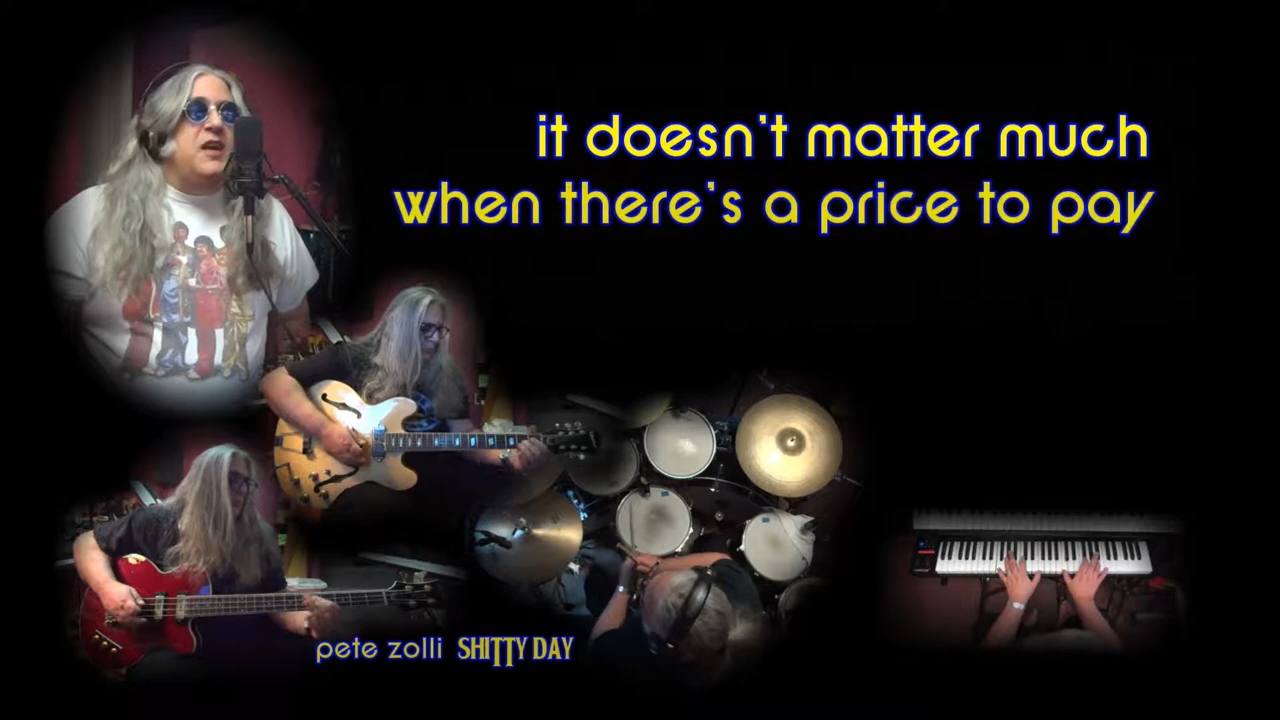 it doesn't matter much
when there's a price to pay
pete zolli SHITTY DAY